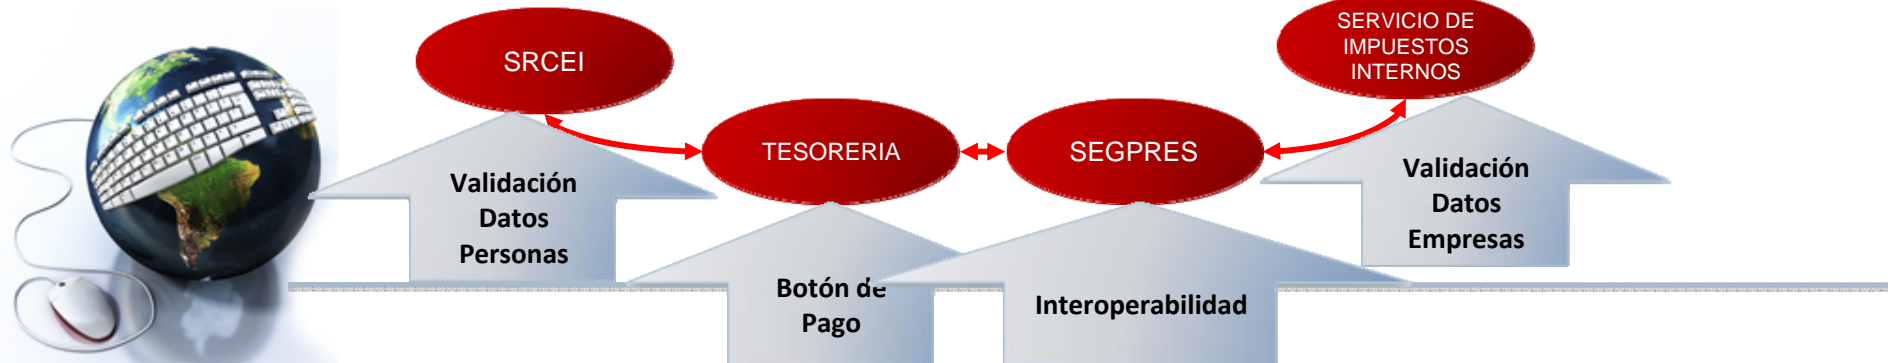 SRCEI
TESORERIA
SEGPRES
SERVICIO DE
IMPUESTOS
INTERNOS
Validación
Datos
Personas
Botón de
Pago
Interoperabilidad
Validación
Datos
Empresas